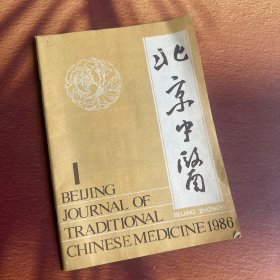 北京中醫
BEIJING ZHONGYI
1
BEIJING
JOURNAL OF
TRADITIONAL
CHINESE MEDICINE 1986